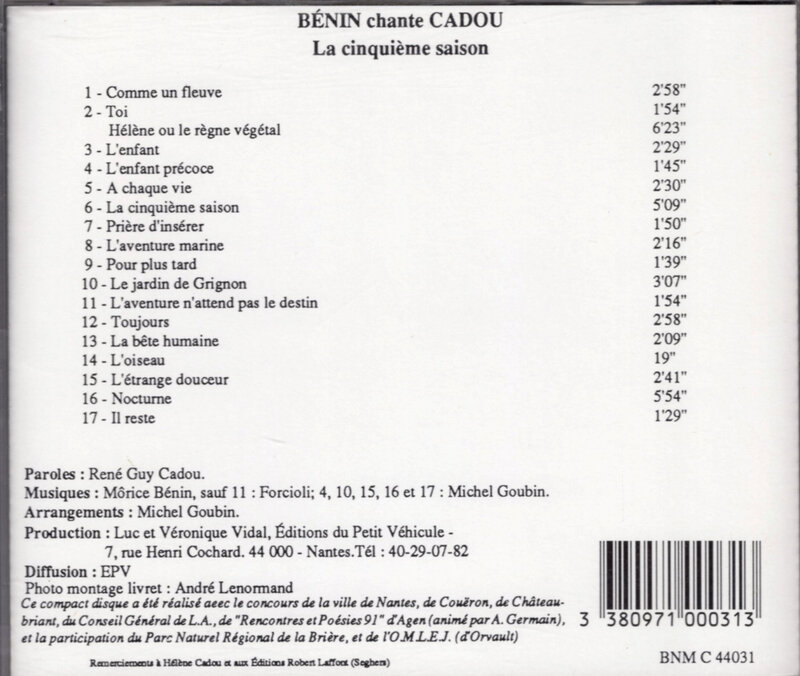 BÉNIN chante CADOU
La cinquième saison
1 - Comme un fleuve 2'58"
2 - Toi 1'54"
Hélène ou le règne végétal 6'23"
3 - L'enfant 2'29"
4 - L'enfant précoce 1'45"
5 - A chaque vie 2'30"
6 - La cinquième saison 5'09"
7 - Prière d'insérer 1'50"
8 - L'aventure marine 2'16"
9 - Pour plus tard 1'39"
10 - Le jardin de Grignon 3'07"
11 - L'aventure n'attend pas le destin 1'54"
12 - Toujours 2'58"
13 - La bête humaine 2'09"
14 - L'oiseau 19"
15 - L'étrange douceur 2'41"
16 - Nocturne 5'54"
17 - Il reste 1'29"
Paroles : René Guy Cadou.
Musiques : Môrice Bénin, sauf 11 : Forcioli; 4, 10, 15, 16 et 17 : Michel Goubin.
Arrangements : Michel Goubin.
Production : Luc et Véronique Vidal, Éditions du Petit Véhicule -
7, rue Henri Cochard. 44 000 - Nantes.Tél : 40-29-07-82
Diffusion : EPV
Photo montage livret : André Lenormand
Ce compact disque a été réalisé aeec le concours de la ville de Nantes, de Couëron, de Château-
briant, du Conseil Général de L.A., de "Rencontres et Poésies 91" d'Agen (animé par A. Germain),
et la participation du Parc Naturel Régional de la Brière, et de l'O.M.L.E.J. (d'Orvault)
Remerciements à Hélène Cadou et aux Éditions Robert Laffont (Seghers)
3 380971 000313
BNM C 44031